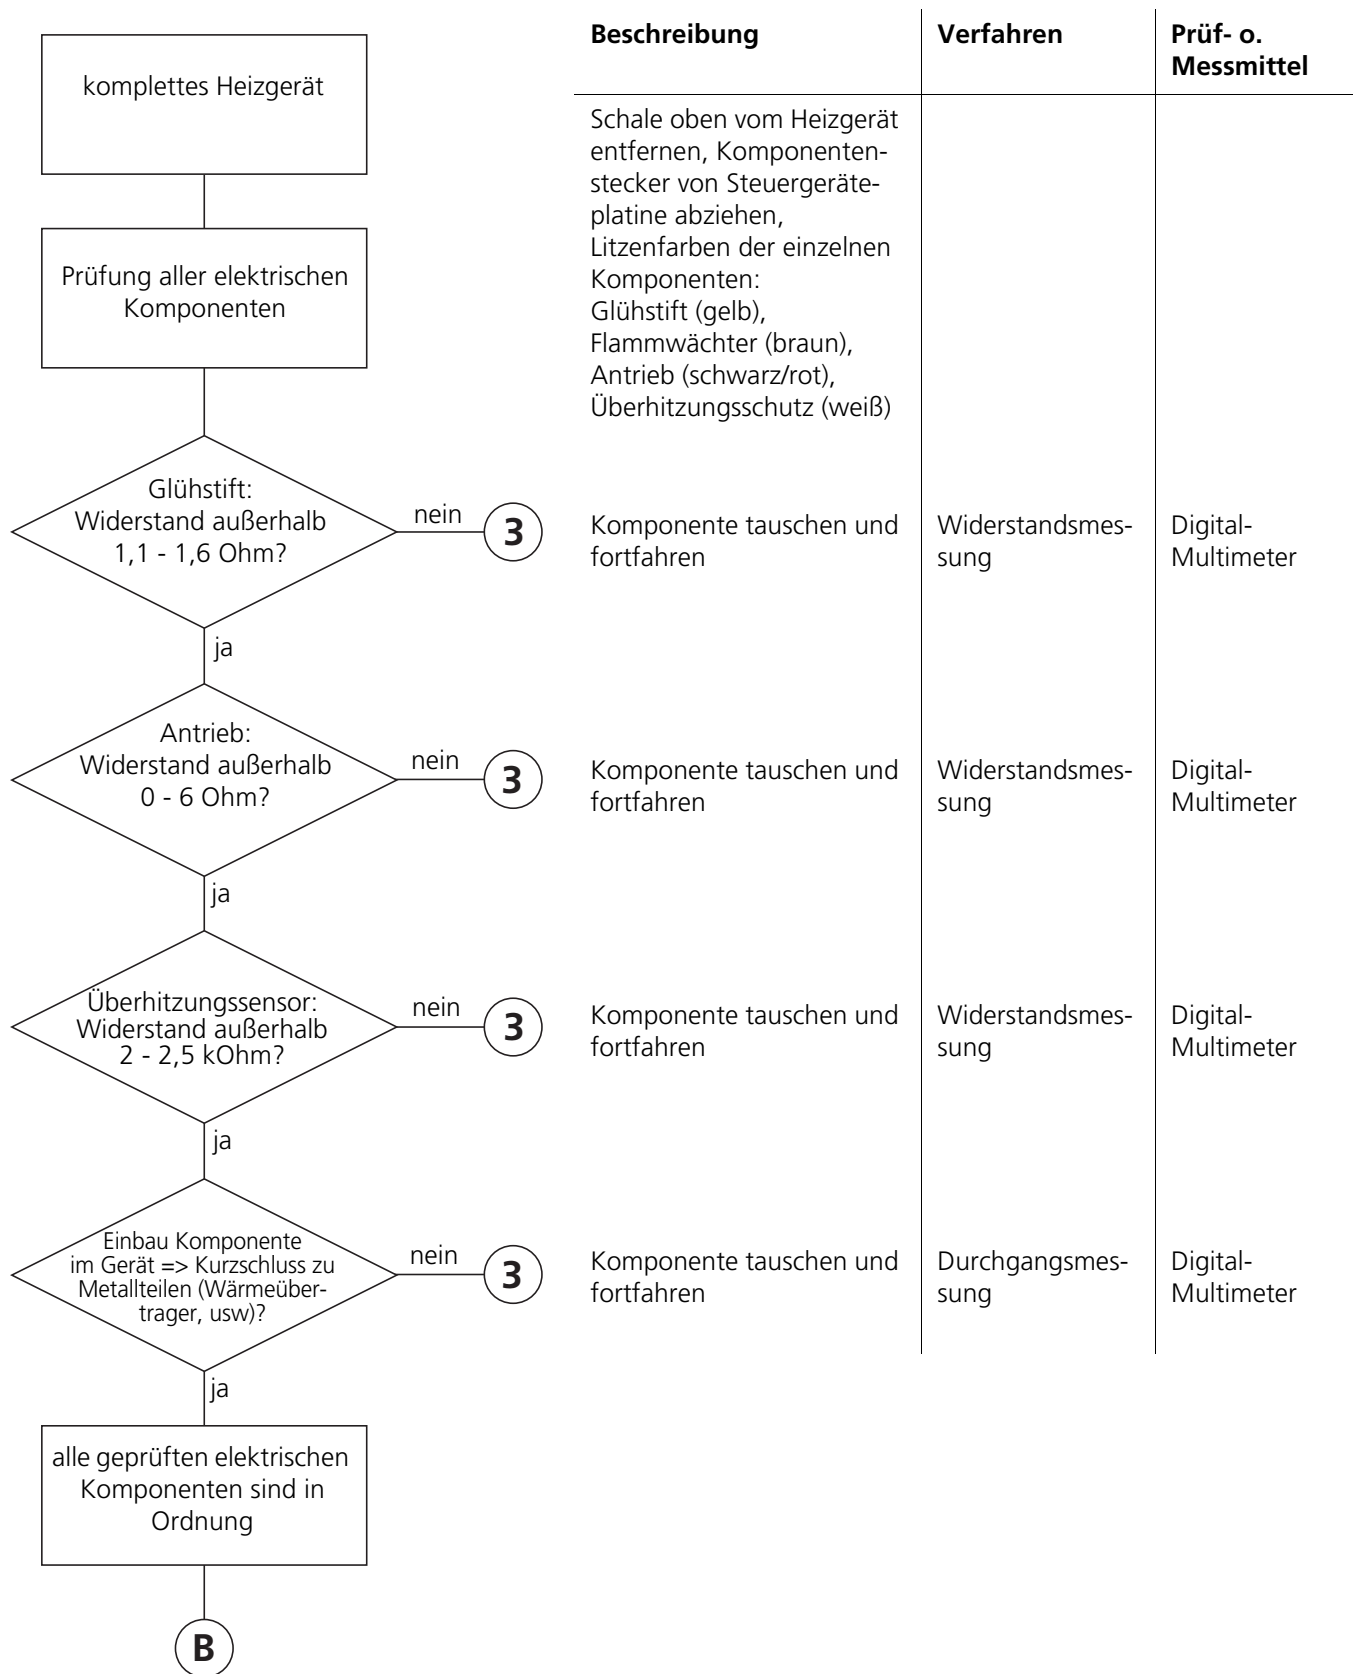 komplettes Heizgerät
Prüfung aller elektrischen
Komponenten
Glühstift:
Widerstand außerhalb
1,1 - 1,6 Ohm?
nein
3
ja
Antrieb:
Widerstand außerhalb
0 - 6 Ohm?
nein
3
ja
Überhitzungssensor:
Widerstand außerhalb
2 - 2,5 kOhm?
nein
3
ja
Einbau Komponente
im Gerät => Kurzschluss zu
Metallteilen (Wärmeüber-
trager, usw)?
nein
3
ja
alle geprüften elektrischen
Komponenten sind in
Ordnung
B
Beschreibung
Verfahren
Prüf- o.
Messmittel
Schale oben vom Heizgerät
entfernen, Komponenten-
stecker von Steuergeräte-
platine abziehen,
Litzenfarben der einzelnen
Komponenten:
Glühstift (gelb),
Flammwächter (braun),
Antrieb (schwarz/rot),
Überhitzungsschutz (weiß)
Komponente tauschen und
fortfahren
Widerstandsmes-
sung
Digital-
Multimeter
Komponente tauschen und
fortfahren
Widerstandsmes-
sung
Digital-
Multimeter
Komponente tauschen und
fortfahren
Widerstandsmes-
sung
Digital-
Multimeter
Komponente tauschen und
fortfahren
Durchgangsmes-
sung
Digital-
Multimeter